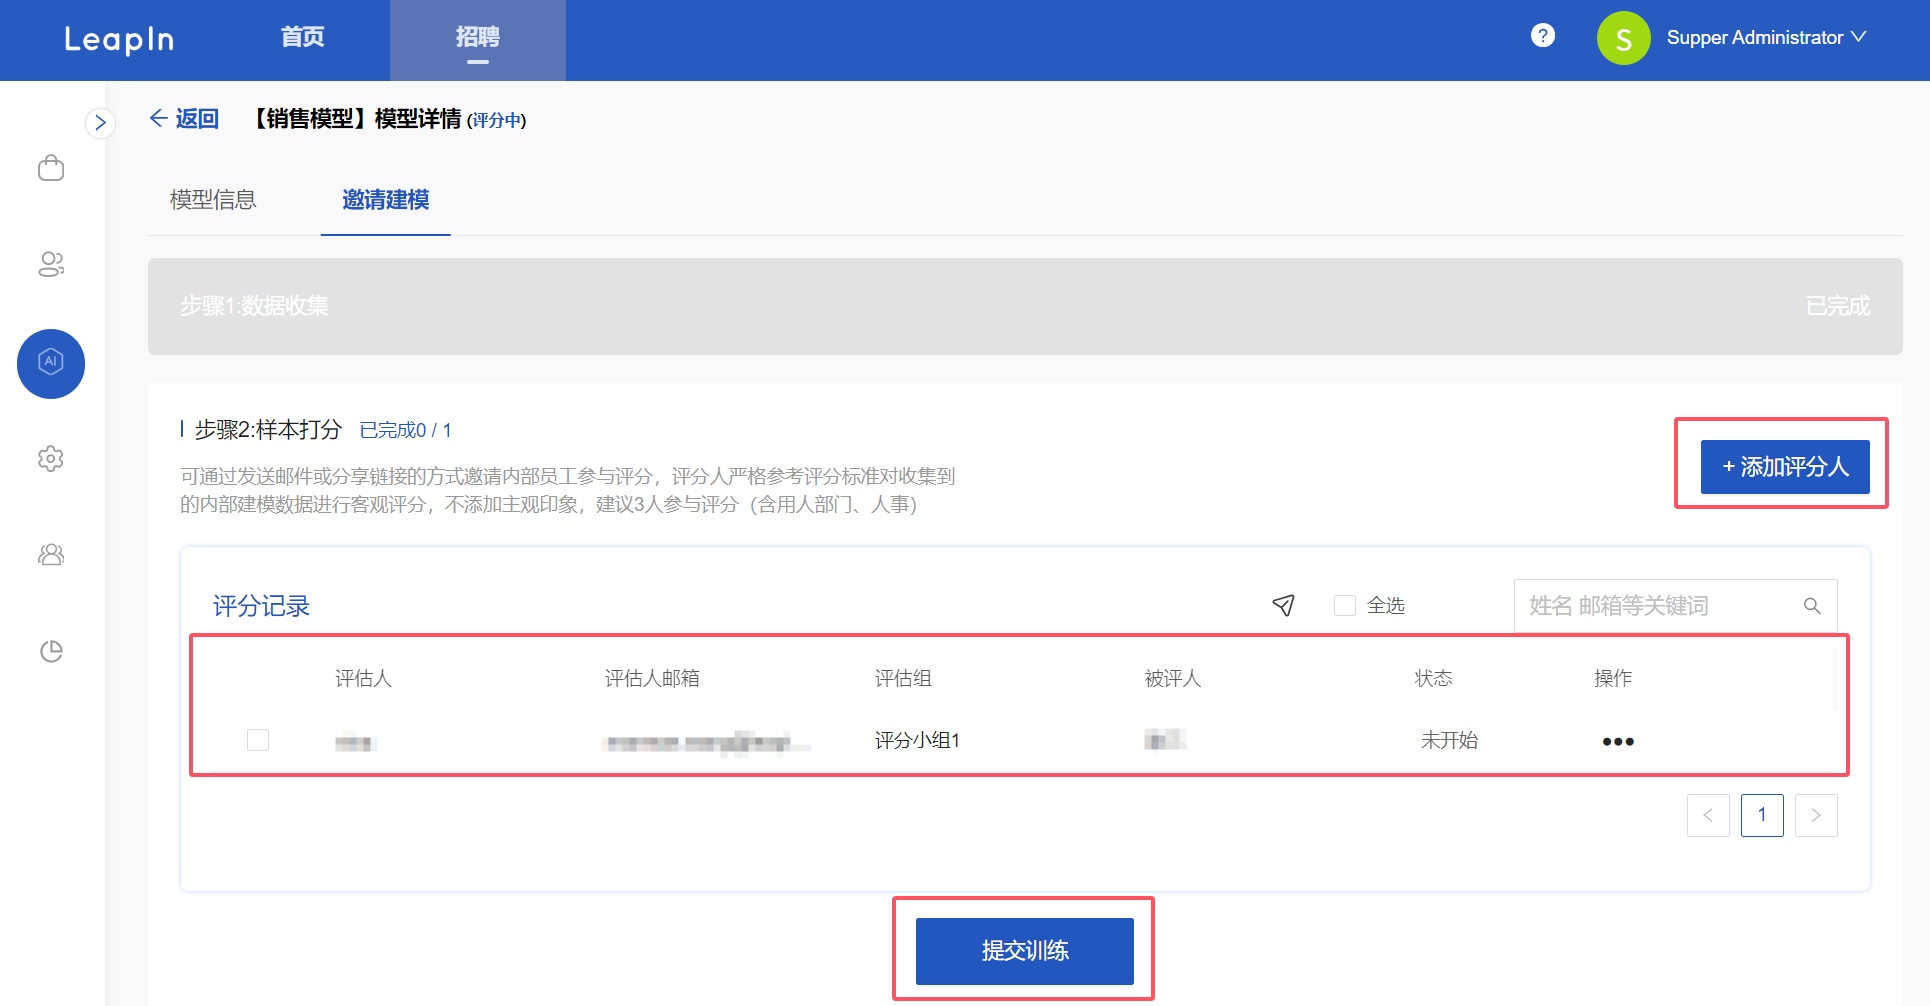 LeapIn
首页
招聘
?
S
Supper Administrator
返回
【销售模型】模型详情 (评分中)
模型信息
邀请建模
AI
步骤1:数据收集
已完成
步骤2:样本打分 已完成0 / 1
可通过发送邮件或分享链接的方式邀请内部员工参与评分，评分人严格参考评分标准对收集到
的内部建模数据进行客观评分，不添加主观印象，建议3人参与评分（含用人部门、人事）
+ 添加评分人
评分记录
全选
姓名 邮箱等关键词
评估人 评估人邮箱 评估组 被评人 状态 操作
评分小组1 未开始 •••
< 1 >
提交训练